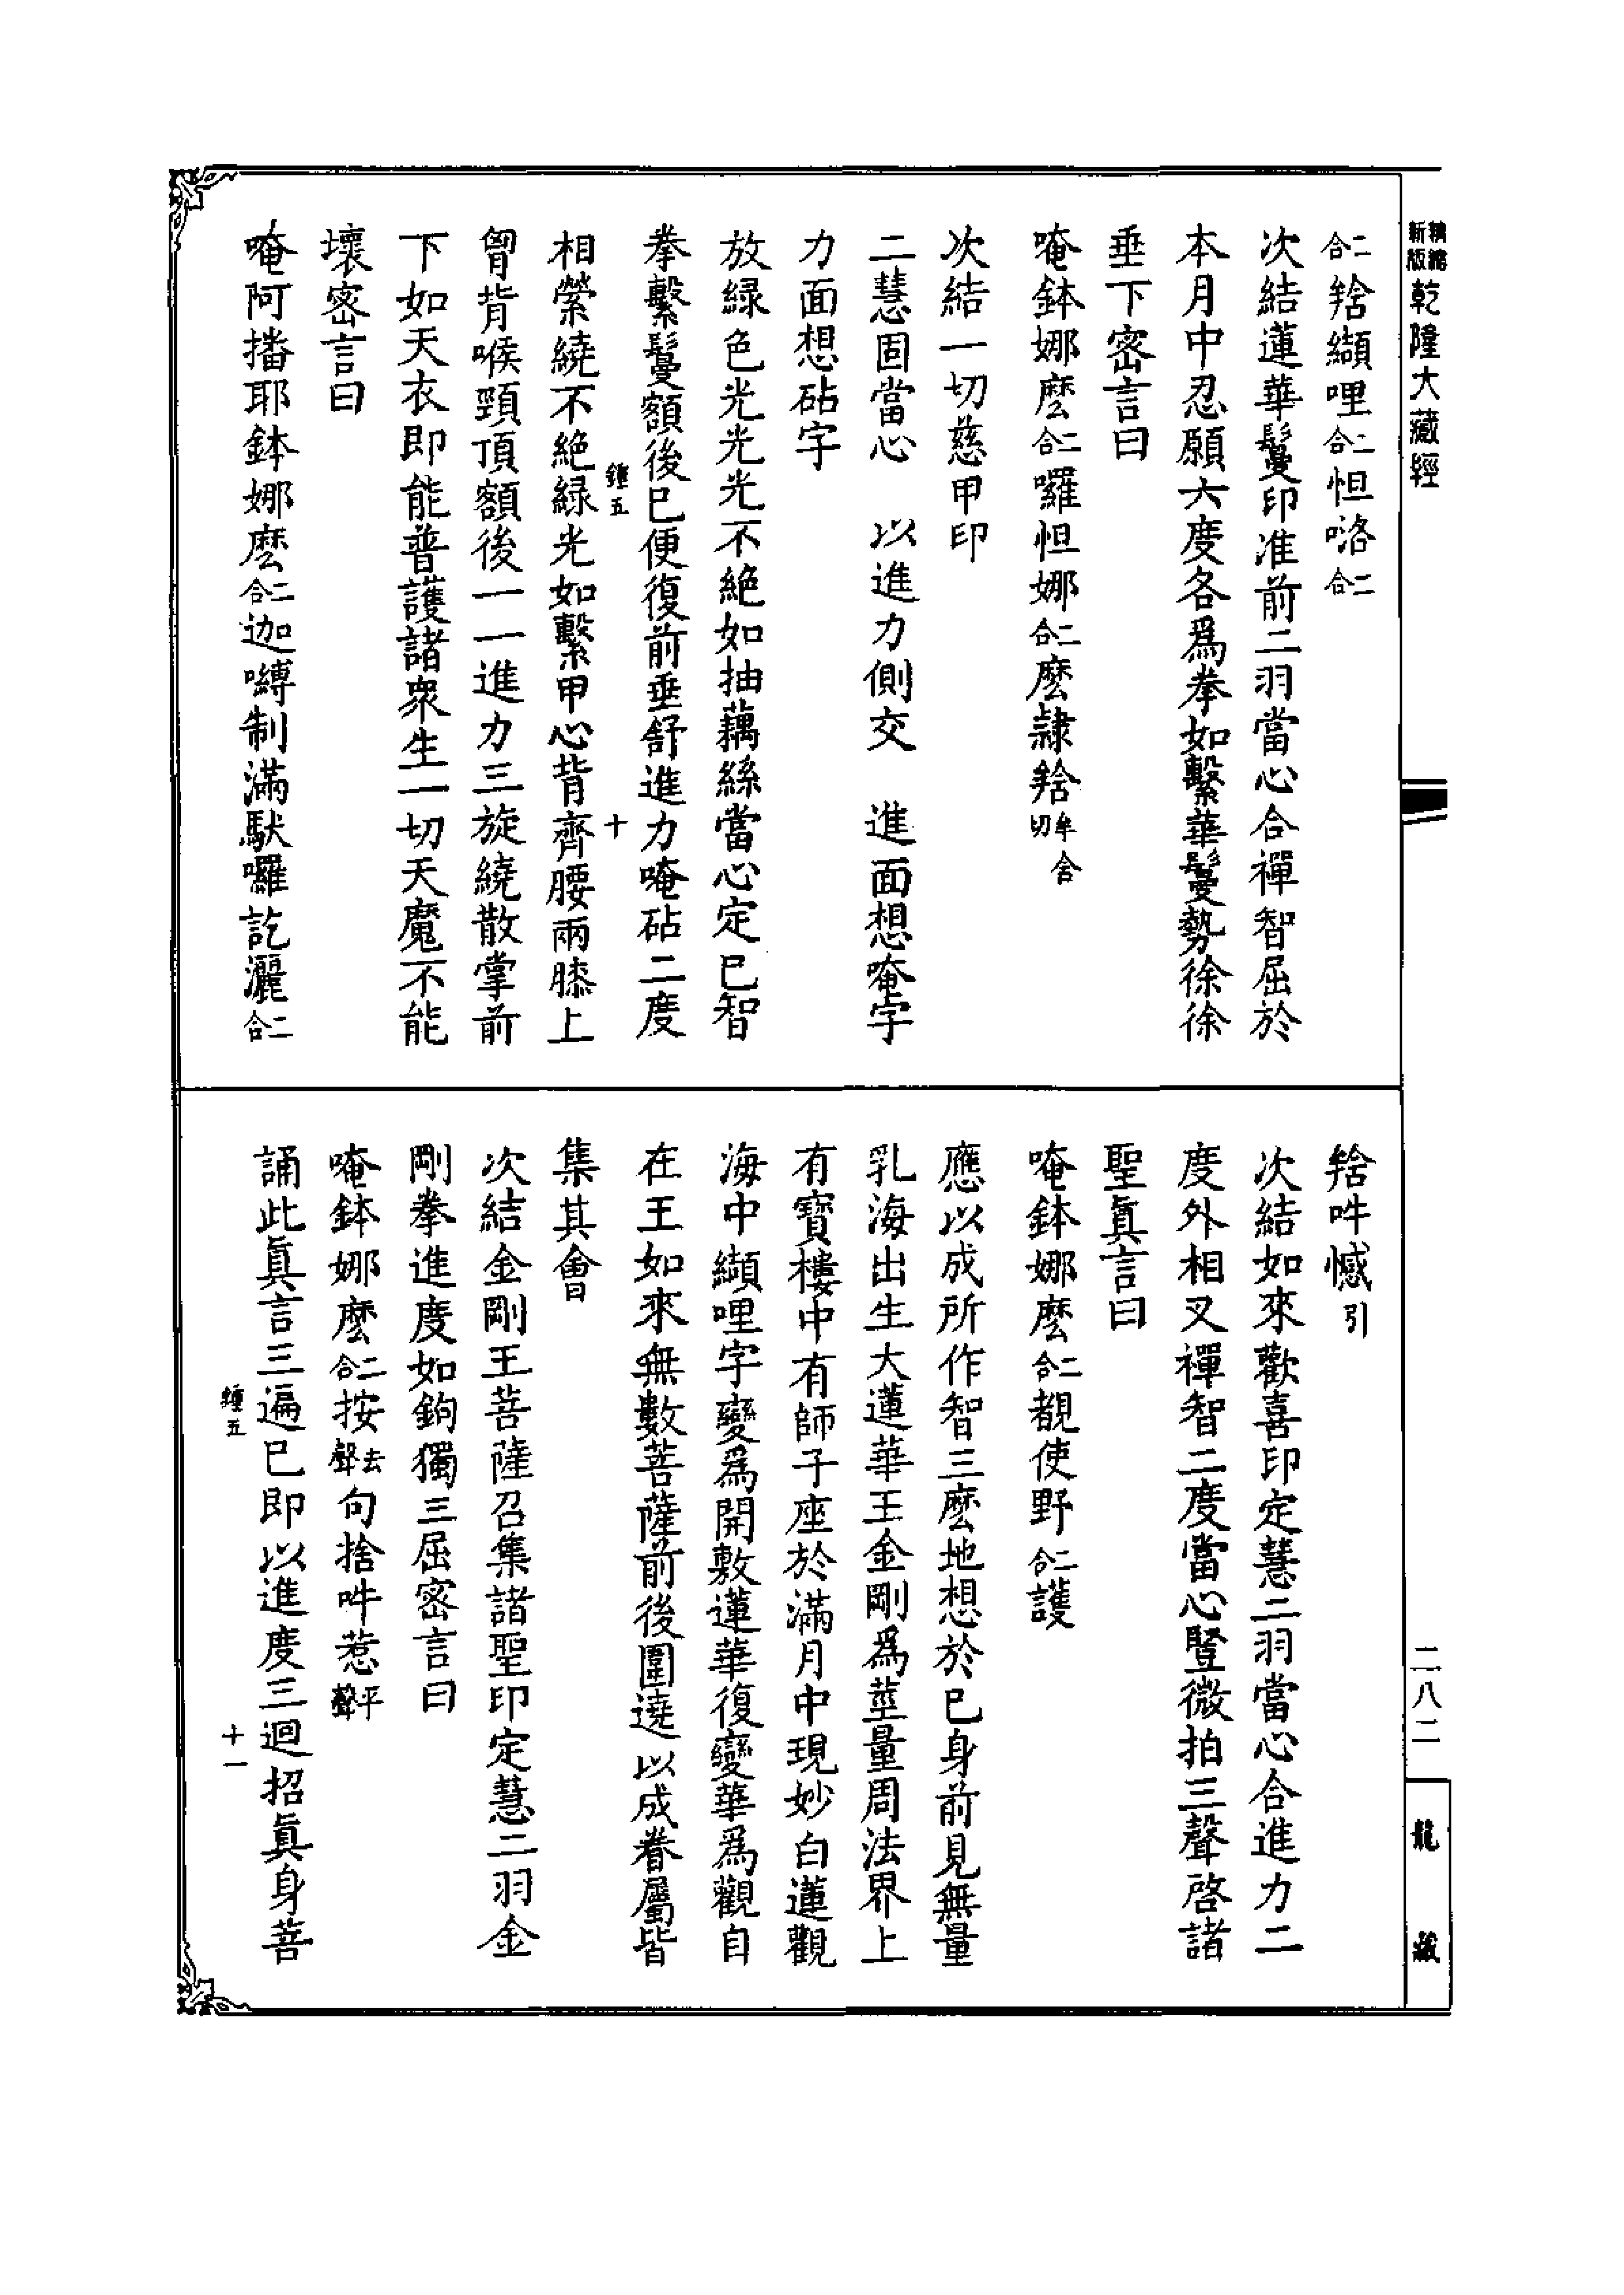 精縮新版乾隆大藏經
二合𤚥纈哩二合怛咯二合
次結蓮華鬘印准前二羽當心合禪智屈於
本月中忍願六度各爲拳如繫華鬘勢徐徐
垂下密言曰
唵鉢娜麽二合囉怛娜二合麽隷𤚥牟含切
次結一切慈甲印
二慧固當心 以進力側交 進面想唵字
力面想砧字
放緑色光光光不絶如抽藕絲當心定已智
拳繫鬘額後已便復前垂舒進力唵砧二度
相縈繞不絶緑光如繫甲心背齊腰兩膝上
胷背喉頸頂額後一一進力三旋繞散掌前
下如天衣即能普護諸衆生一切天魔不能
壞密言曰
唵阿播耶鉢娜麽二合迦嚩制滿馱囉訖灑二合
鍾五
十
𤚥吽憾引
次結如來歡喜印定慧二羽當心合進力二
度外相叉禪智二度當心豎微拍三聲啓諸
聖眞言曰
唵鉢娜麽二合覩使野二合護
應以成所作智三麽地想於已身前見無量
乳海出生大蓮華王金剛爲莖量周法界上
有寶樓中有師子座於滿月中現妙白蓮觀
海中纈哩字變爲開敷蓮華復變華爲觀自
在王如來無數菩薩前後圍遶以成眷屬皆
集其會
次結金剛王菩薩召集諸聖印定慧二羽金
剛拳進度如鉤獨三屈密言曰
唵鉢娜麽二合按去聲句捨吽惹平聲
誦此眞言三遍已即以進度三迴招眞身菩
鍾五
十一
二八二
龍藏